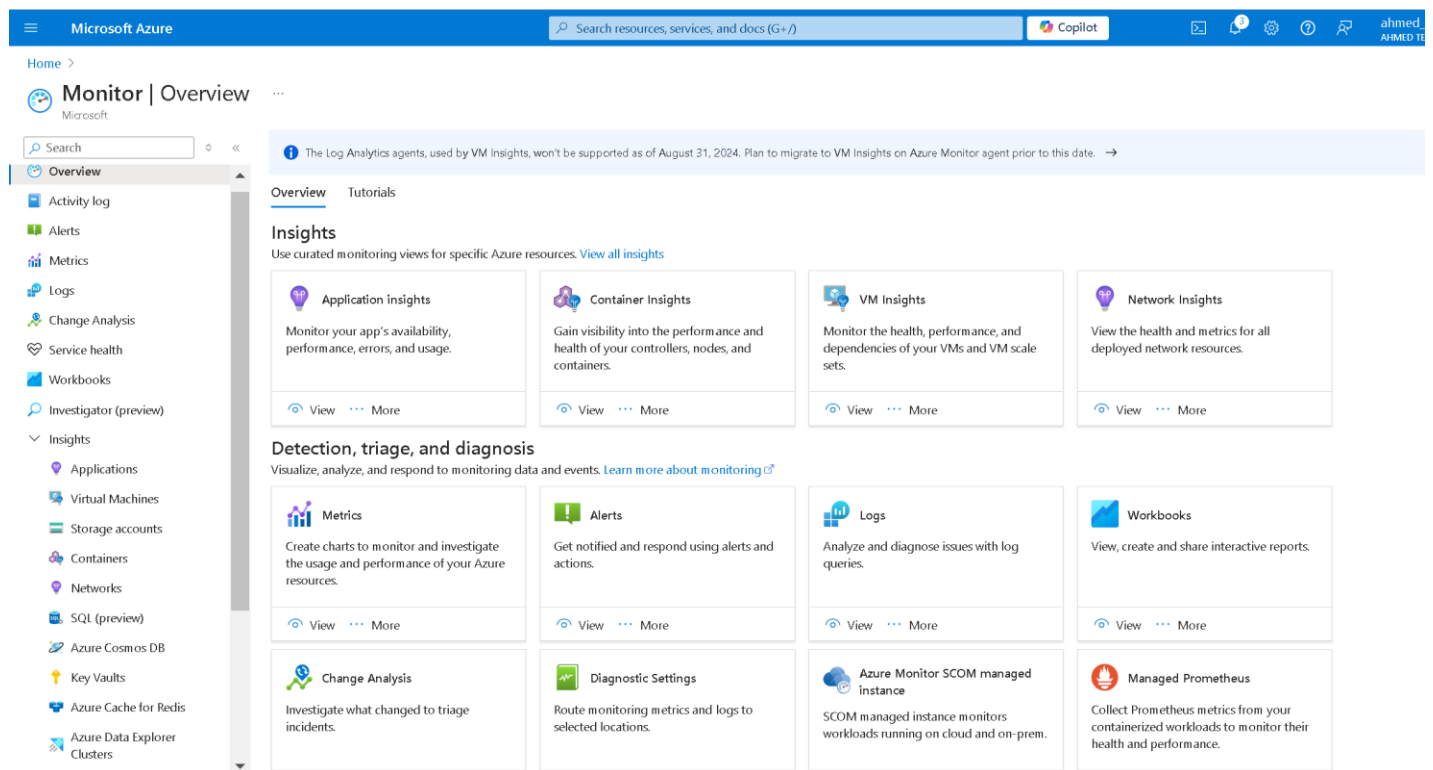 Microsoft Azure
Search resources, services, and docs (G+/)
Copilot
3
ahmed_
AHMED TE
Home >
Monitor | Overview
...
Microsoft
Search
Overview
Activity log
Alerts
Metrics
Logs
Change Analysis
Service health
Workbooks
Investigator (preview)
Insights
Applications
Virtual Machines
Storage accounts
Containers
Networks
SQL (preview)
Azure Cosmos DB
Key Vaults
Azure Cache for Redis
Azure Data Explorer
Clusters
The Log Analytics agents, used by VM Insights, won't be supported as of August 31, 2024. Plan to migrate to VM Insights on Azure Monitor agent prior to this date. →
Overview Tutorials
Insights
Use curated monitoring views for specific Azure resources. View all insights
Application insights
Monitor your app's availability,
performance, errors, and usage.
View ... More
Container Insights
Gain visibility into the performance and
health of your controllers, nodes, and
containers.
View ... More
VM Insights
Monitor the health, performance, and
dependencies of your VMs and VM scale
sets.
View ... More
Network Insights
View the health and metrics for all
deployed network resources.
View ... More
Detection, triage, and diagnosis
Visualize, analyze, and respond to monitoring data and events. Learn more about monitoring
Metrics
Create charts to monitor and investigate
the usage and performance of your Azure
resources.
View ... More
Alerts
Get notified and respond using alerts and
actions.
View ... More
Logs
Analyze and diagnose issues with log
queries.
View ... More
Workbooks
View, create and share interactive reports.
View ... More
Change Analysis
Investigate what changed to triage
incidents.
Diagnostic Settings
Route monitoring metrics and logs to
selected locations.
Azure Monitor SCOM managed
instance
SCOM managed instance monitors
workloads running on cloud and on-prem.
Managed Prometheus
Collect Prometheus metrics from your
containerized workloads to monitor their
health and performance.